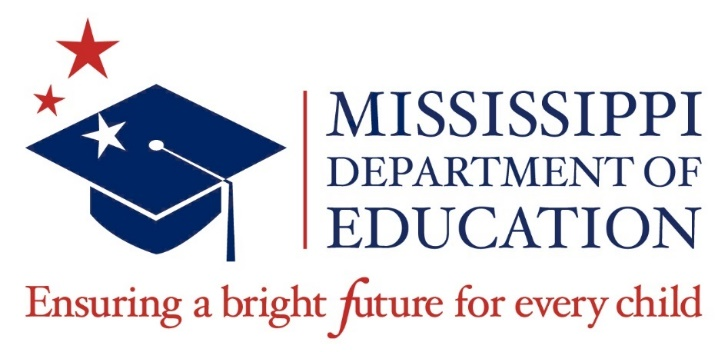 MISSISSIPPI
DEPARTMENT OF
EDUCATION
Ensuring a bright future for every child